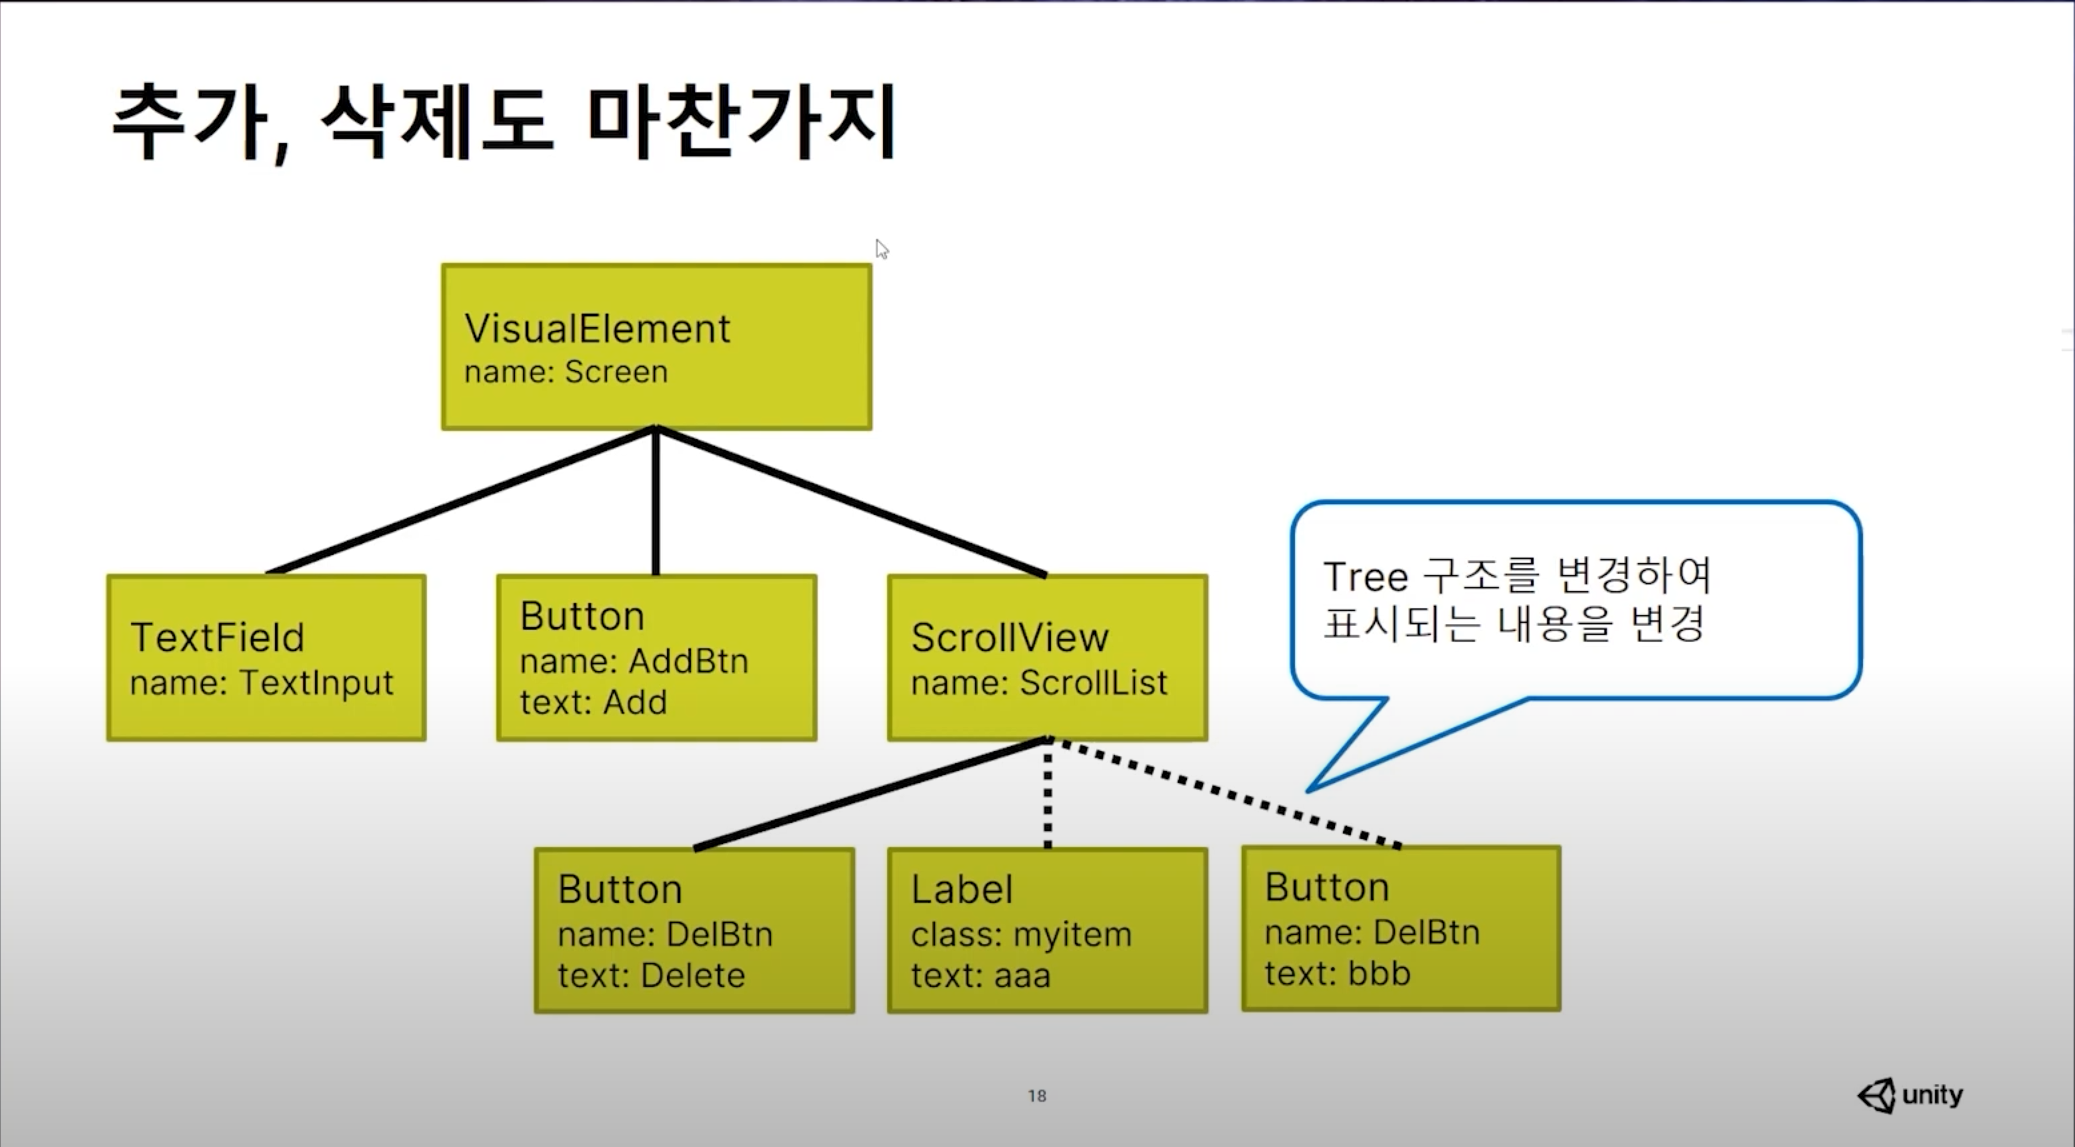 추가, 삭제도 마찬가지
VisualElement
name: Screen
TextField
name: TextInput
Button
name: AddBtn
text: Add
ScrollView
name: ScrollList
Tree 구조를 변경하여
표시되는 내용을 변경
Button
name: DelBtn
text: Delete
Label
class: myitem
text: aaa
Button
name: DelBtn
text: bbb
18
unity